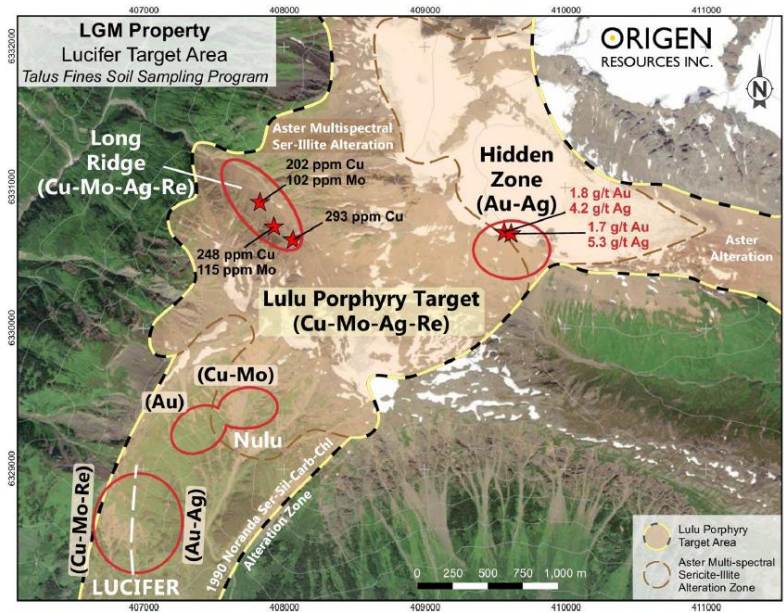 407000
408000
409000
410000
411000
6332000
6331000
6330000
6329000
LGM Property
Lucifer Target Area
Talus Fines Soil Sampling Program
ORIGEN
RESOURCES INC.
N
Aster Multispectral
Ser-Illite Alteration
Long
Ridge
(Cu-Mo-Ag-Re)
202 ppm Cu
102 ppm Mo
293 ppm Cu
248 ppm Cu
115 ppm Mo
Hidden
Zone
(Au-Ag)
1.8 g/t Au
4.2 g/t Ag
1.7 g/t Au
5.3 g/t Ag
Aster
Alteration
Lulu Porphyry Target
(Cu-Mo-Ag-Re)
(Cu-Mo)
(Au)
Nulu
(Cu-Mo-Re)
(Au-Ag)
LUCIFER
1990 Noranda Ser-Sil-Carb-Chl
Alteration Zone
Lulu Porphyry
Target Area
Aster Multi-spectral
Sericite-Illite
Alteration Zone
0 250 500 750 1,000 m
407000
408000
409000
410000
411000